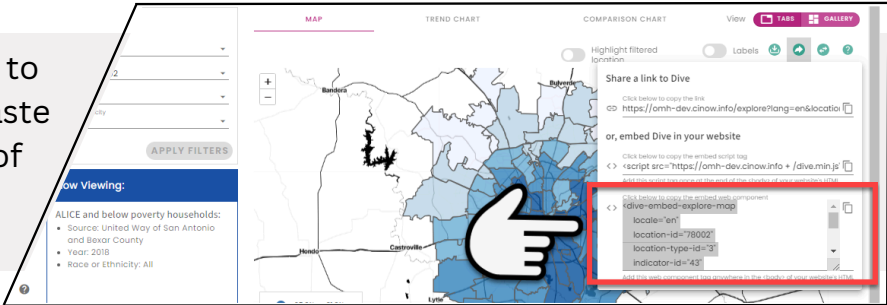 to
aste
of
MAP
TREND CHART
COMPARISON CHART
View
TABS
GALLERY
Highlight filtered
location
Labels
Share a link to Dive
Click below to copy the link
https://omh-dev.cinow.info/explore?lang=en&locatio
or, embed Dive in your website
Click below to copy the embed script tag
<> <script src="https://omh-dev.cinow.info + /dive.min.js"
Add this script tag once at the end of the <body> of your website's HTML
Click below to copy the embed web component
<> <dive-embed-explore-map
locale="en"
location-id="78002"
location-type-id="3"
indicator-id="43"
Add this web component tag anywhere in the <body> of your website's HTML
2
city
APPLY FILTERS
ow Viewing:
ALICE and below poverty households:
• Source: United Way of San Antonio
and Bexar County
• Year: 2018
• Race or Ethnicity: All
?
+
−
Bandera
Bulverde
Hondo
Castroville
Lytle